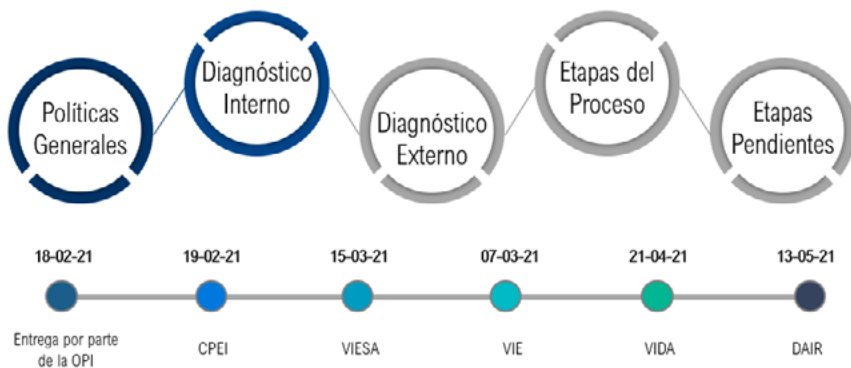 Políticas
Generales
Diagnóstico
Interno
Diagnóstico
Externo
Etapas del
Proceso
Etapas
Pendientes
18-02-21
19-02-21
15-03-21
07-03-21
21-04-21
13-05-21
Entrega por parte
de la OPI
CPEI
VIESA
VIE
VIDA
DAIR